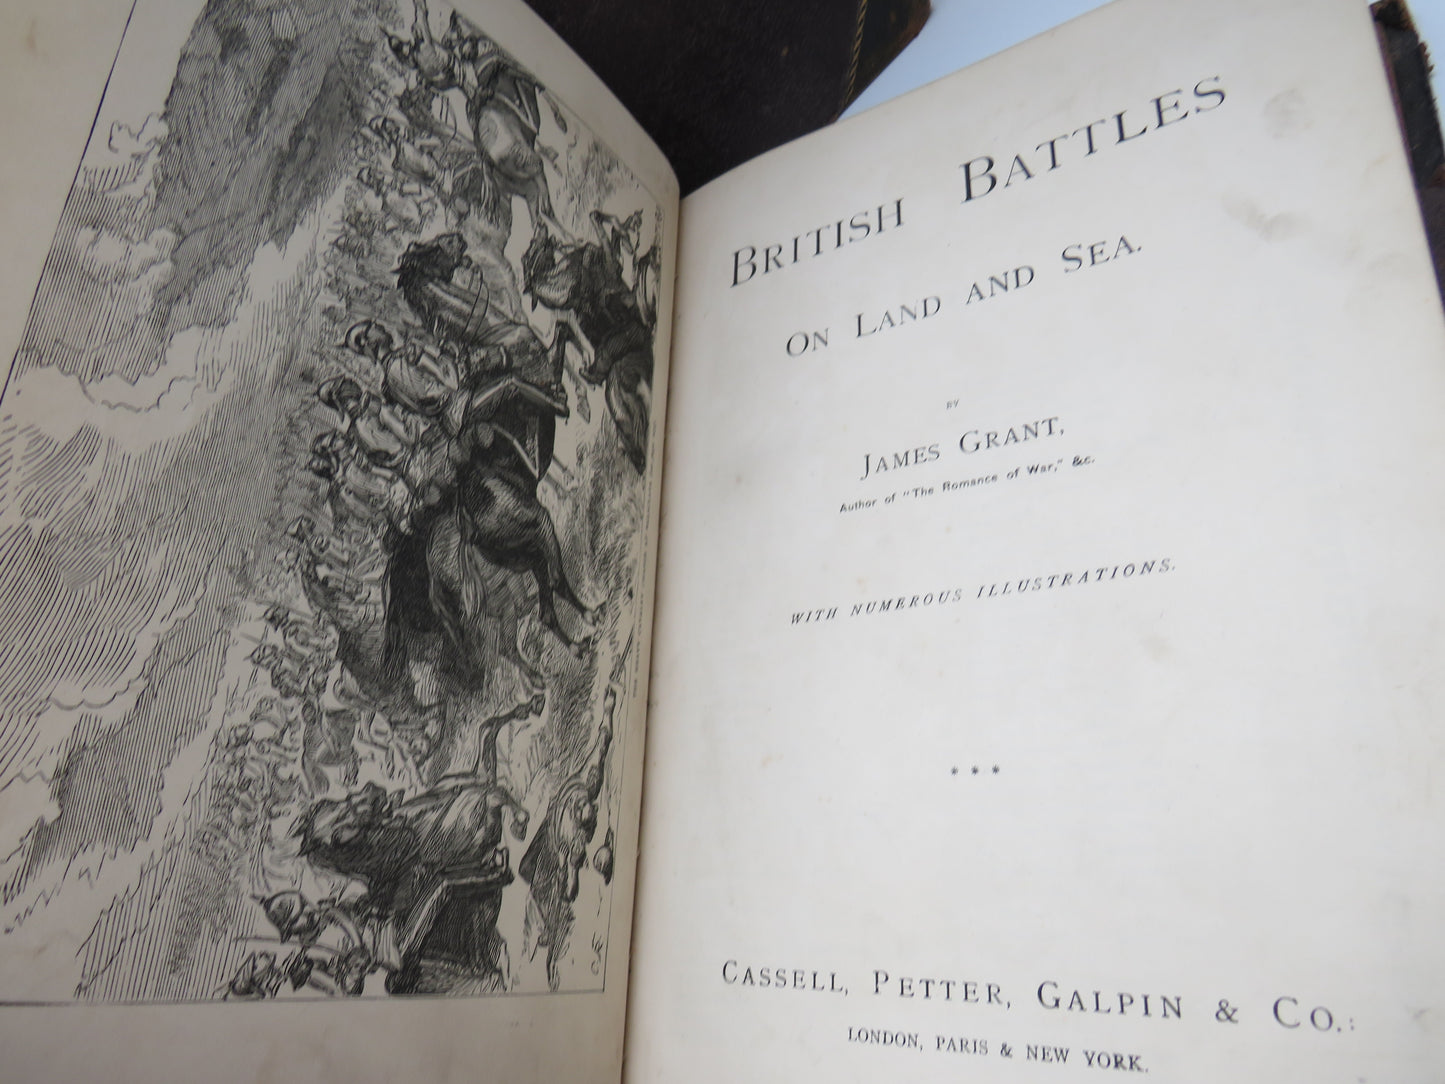 BRITISH BATTLES
ON LAND AND SEA.
BY
JAMES GRANT,
Author of "The Romance of War," &c.
WITH NUMEROUS ILLUSTRATIONS.
* * *
CASSELL, PETTER, GALPIN & CO.:
LONDON, PARIS & NEW YORK.